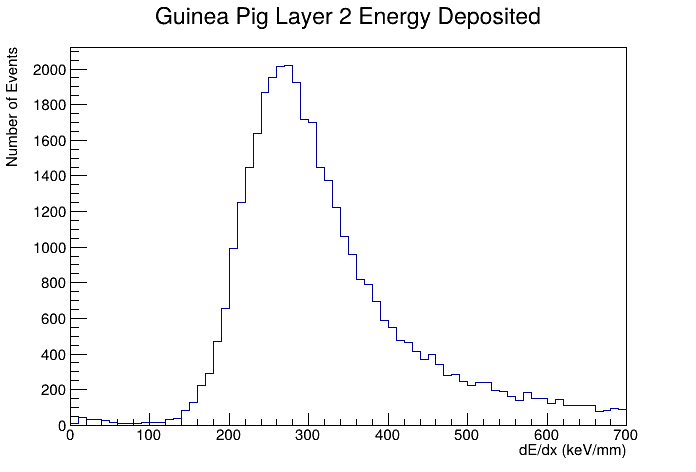 Guinea Pig Layer 2 Energy Deposited
Number of Events
2000
1800
1600
1400
1200
1000
800
600
400
200
0
0 100 200 300 400 500 600 700
dE/dx (keV/mm)